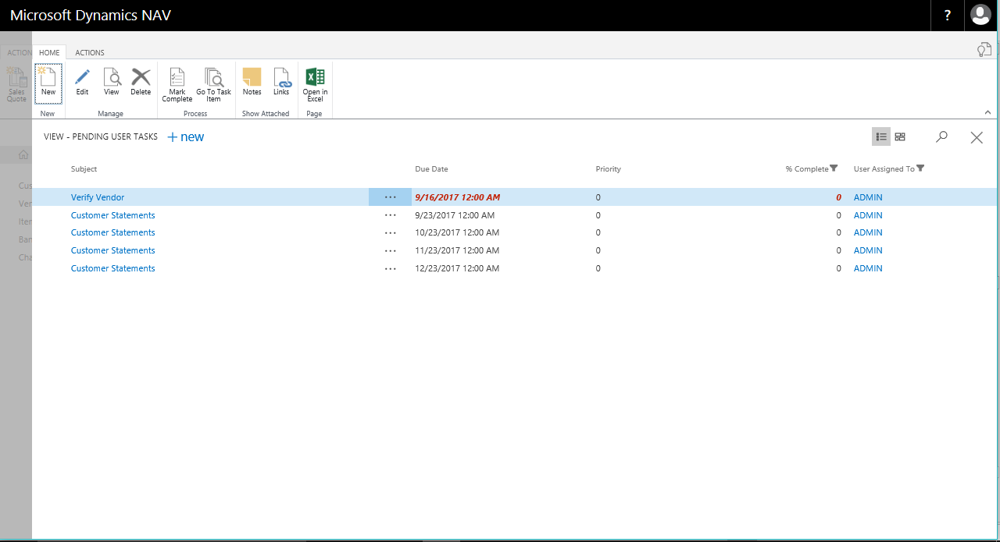 Microsoft Dynamics NAV
?
ACTION HOME ACTIONS
Sales Quote
New
Edit
View
Delete
Mark Complete
Go To Task Item
Notes
Links
Open in Excel
New
Manage
Process
Show Attached
Page
VIEW - PENDING USER TASKS + new
Subject Due Date Priority % Complete User Assigned To
Verify Vendor ... 9/16/2017 12:00 AM 0 0 ADMIN
Customer Statements ... 9/23/2017 12:00 AM 0 0 ADMIN
Customer Statements ... 10/23/2017 12:00 AM 0 0 ADMIN
Customer Statements ... 11/23/2017 12:00 AM 0 0 ADMIN
Customer Statements ... 12/23/2017 12:00 AM 0 0 ADMIN
Cus
Ven
Iten
Ban
Cha